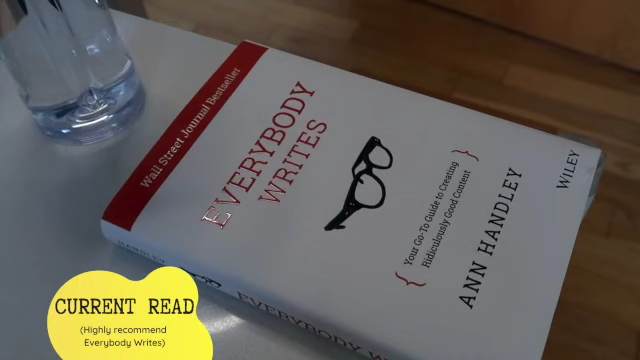 Wall Street Journal Bestseller
EVERYBODY
WRITES
{ Your Go-To Guide to Creating
Ridiculously Good Content }
ANN HANDLEY
WILEY
HANDLEY
EVERYBODY W
CURRENT READ
(Highly recommend
Everybody Writes)